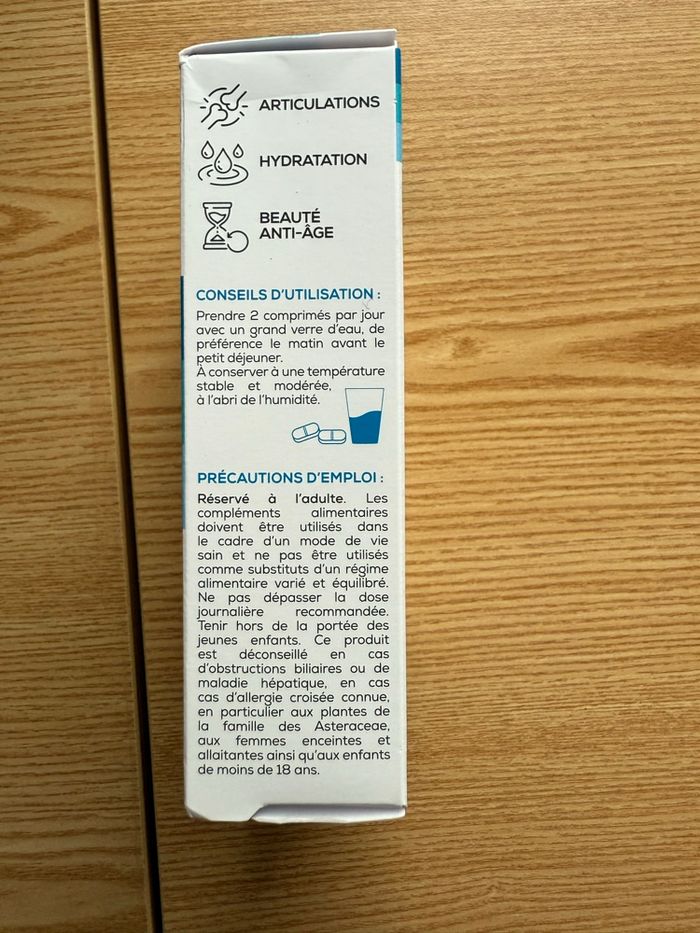 ARTICULATIONS
HYDRATATION
BEAUTÉ
ANTI-ÂGE
CONSEILS D'UTILISATION :
Prendre 2 comprimés par jour
avec un grand verre d'eau, de
préférence le matin avant le
petit déjeuner.
À conserver à une température
stable et modérée,
à l'abri de l'humidité.
PRÉCAUTIONS D'EMPLOI :
Réservé à l'adulte. Les
compléments alimentaires
doivent être utilisés dans
le cadre d'un mode de vie
sain et ne pas être utilisés
comme substituts d'un régime
alimentaire varié et équilibré.
Ne pas dépasser la dose
journalière recommandée.
Tenir hors de la portée des
jeunes enfants. Ce produit
est déconseillé en cas
d'obstructions biliaires ou de
maladie hépatique, en cas
cas d'allergie croisée connue,
en particulier aux plantes de
la famille des Asteraceae,
aux femmes enceintes et
allaitantes ainsi qu'aux enfants
de moins de 18 ans.